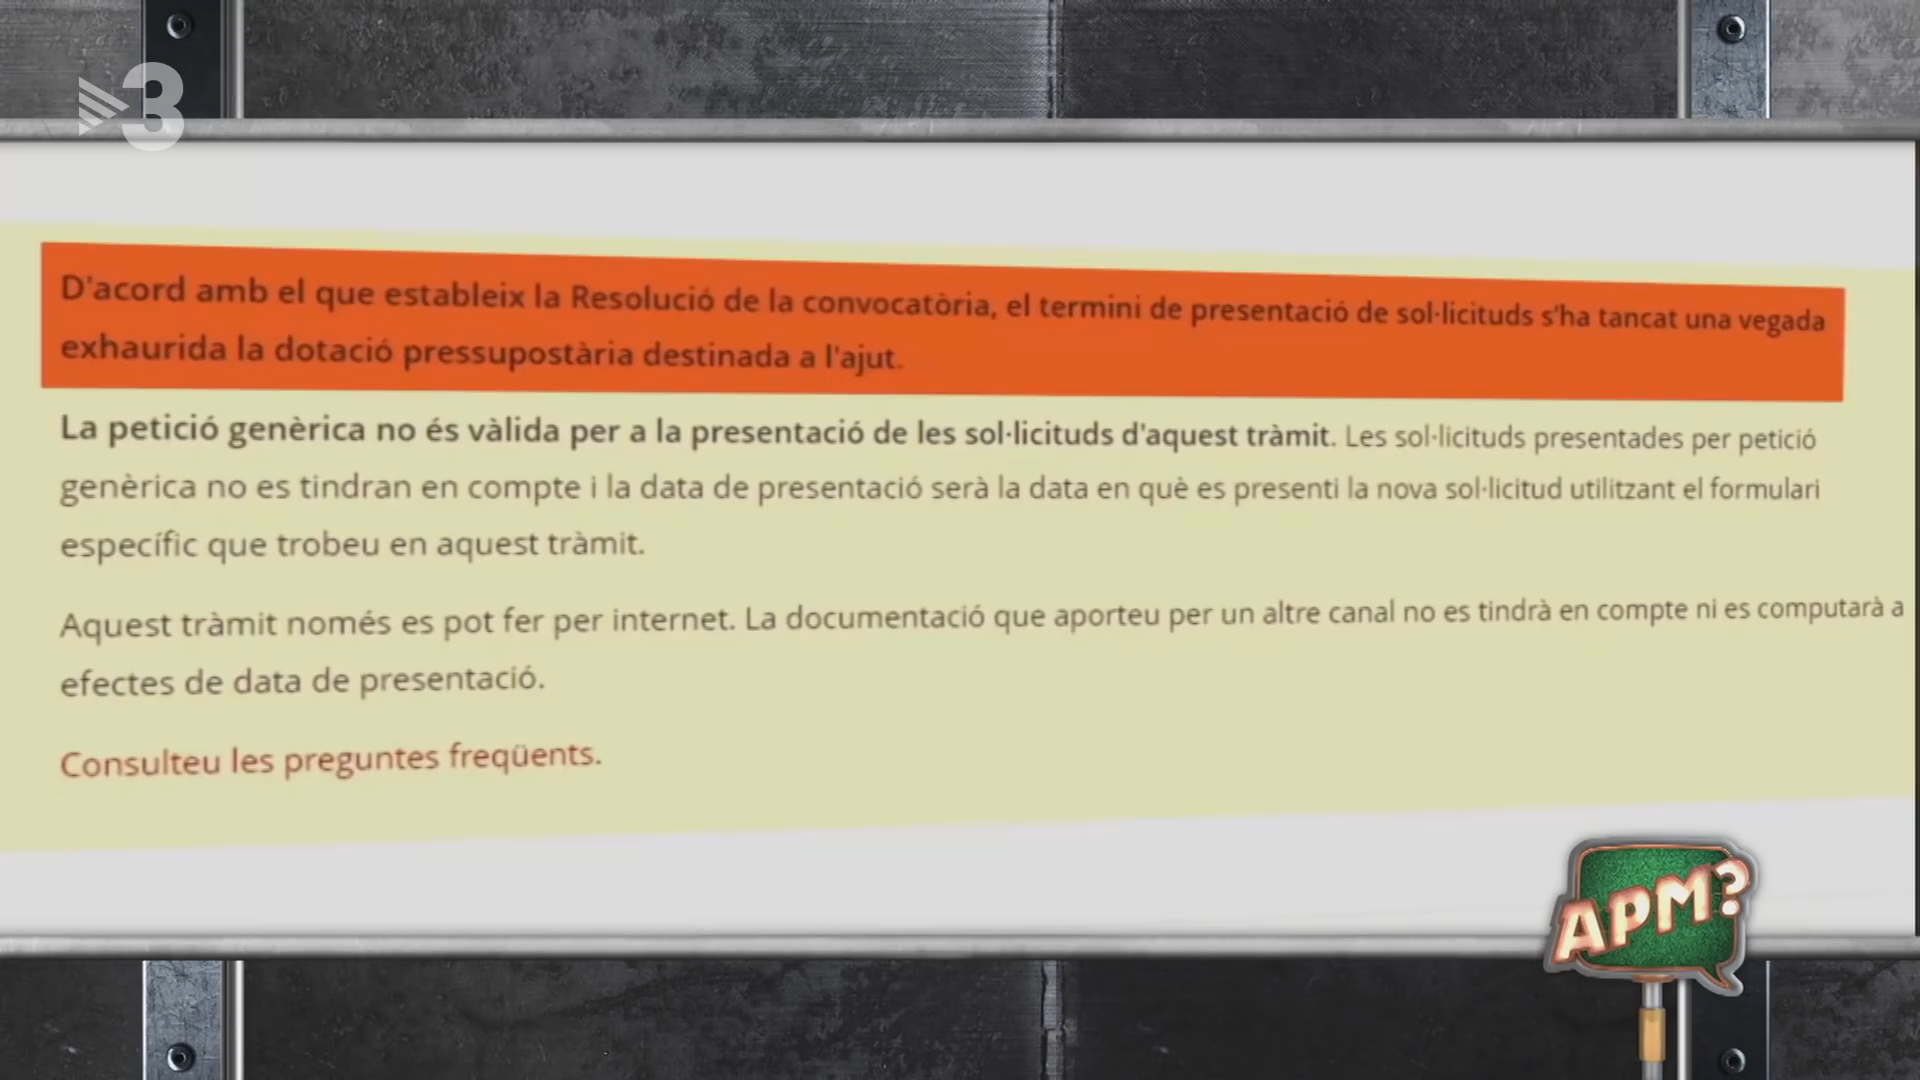 3
D'acord amb el que estableix la Resolució de la convocatòria, el termini de presentació de sol·licituds s'ha tancat una vegada
exhaurida la dotació pressupostària destinada a l'ajut.
La petició genèrica no és vàlida per a la presentació de les sol·licituds d'aquest tràmit. Les sol·licituds presentades per petició
genèrica no es tindran en compte i la data de presentació serà la data en què es presenti la nova sol·licitud utilitzant el formulari
específic que trobeu en aquest tràmit.
Aquest tràmit només es pot fer per internet. La documentació que aporteu per un altre canal no es tindrà en compte ni es computarà a
efectes de data de presentació.
Consulteu les preguntes freqüents.
APM?